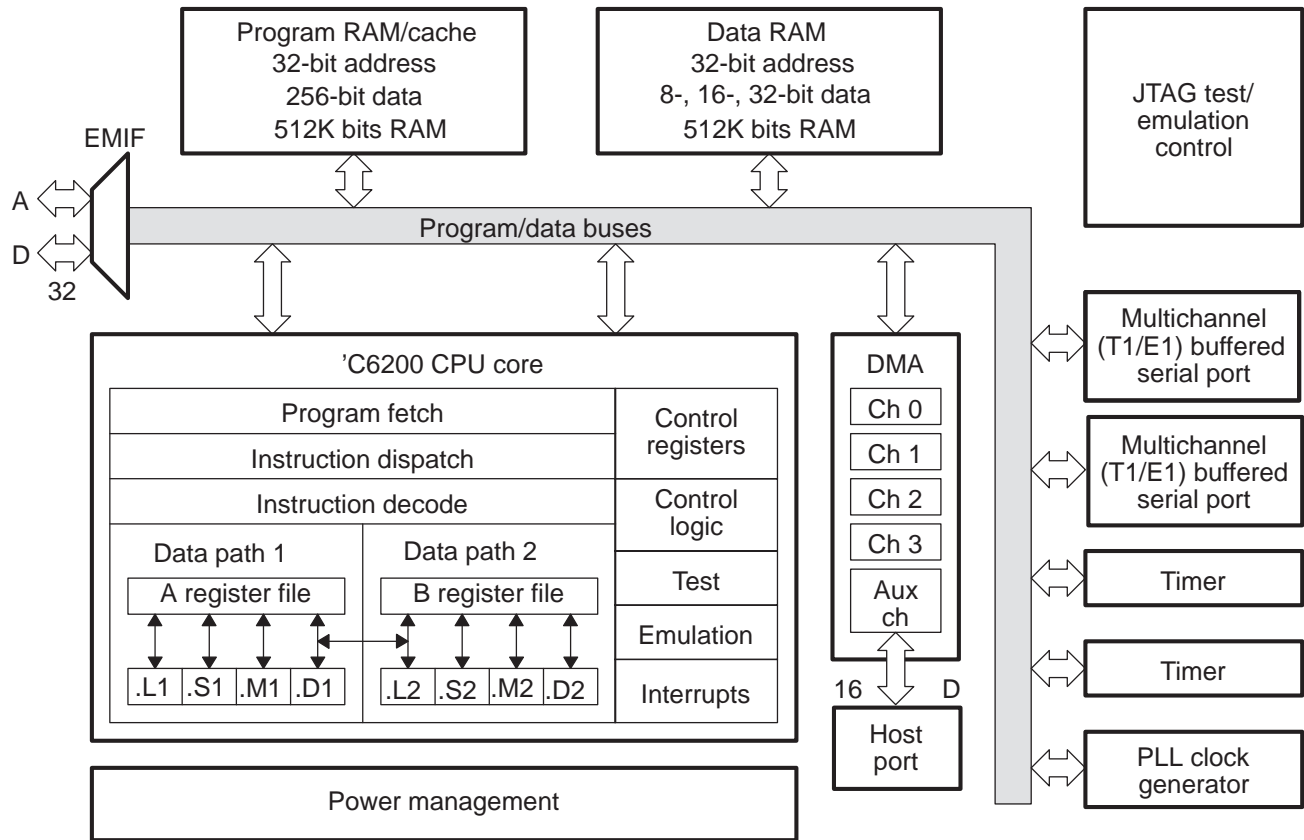 Program RAM/cache
32-bit address
256-bit data
512K bits RAM
Data RAM
32-bit address
8-, 16-, 32-bit data
512K bits RAM
JTAG test/
emulation
control
EMIF
A
D
32
Program/data buses
'C6200 CPU core
Program fetch
Instruction dispatch
Instruction decode
Control
registers
Control
logic
Test
Emulation
Interrupts
Data path 1
A register file
.L1 .S1 .M1 .D1
Data path 2
B register file
.L2 .S2 .M2 .D2
DMA
Ch 0
Ch 1
Ch 2
Ch 3
Aux
ch
16 D
Host
port
Multichannel
(T1/E1) buffered
serial port
Multichannel
(T1/E1) buffered
serial port
Timer
Timer
PLL clock
generator
Power management